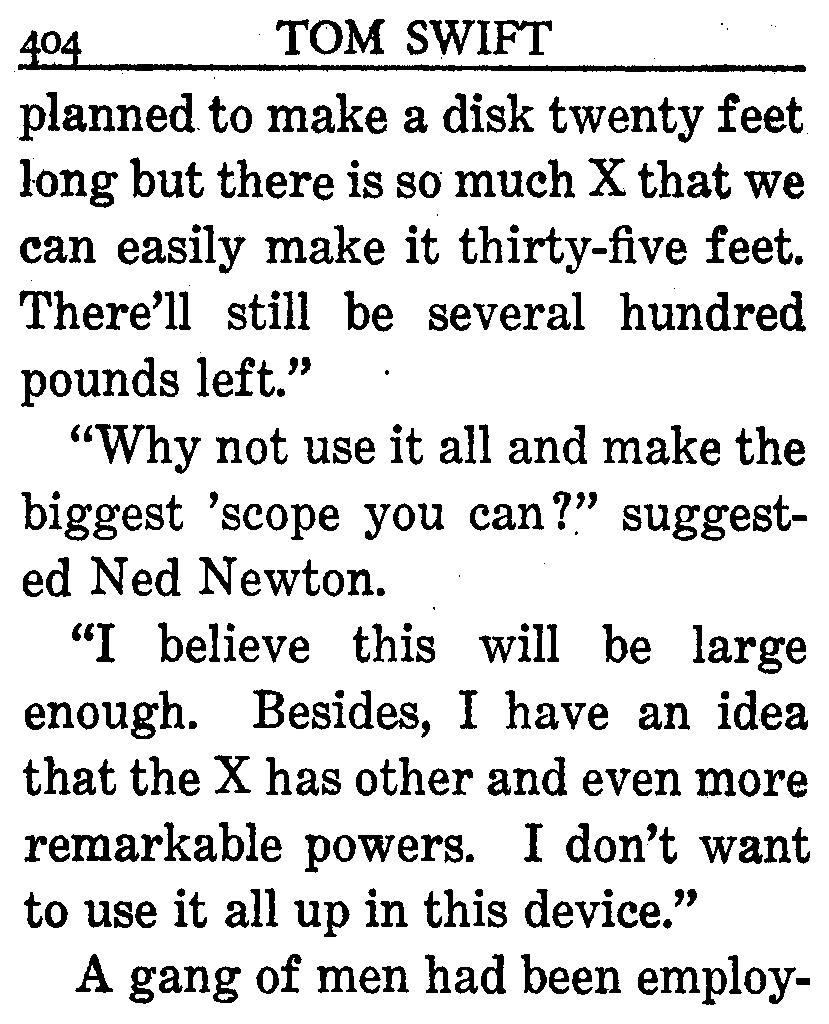 404 TOM SWIFT
planned to make a disk twenty feet
long but there is so much X that we
can easily make it thirty-five feet.
There'll still be several hundred
pounds left."
"Why not use it all and make the
biggest 'scope you can?" suggest-
ed Ned Newton.
"I believe this will be large
enough. Besides, I have an idea
that the X has other and even more
remarkable powers. I don't want
to use it all up in this device."
A gang of men had been employ-